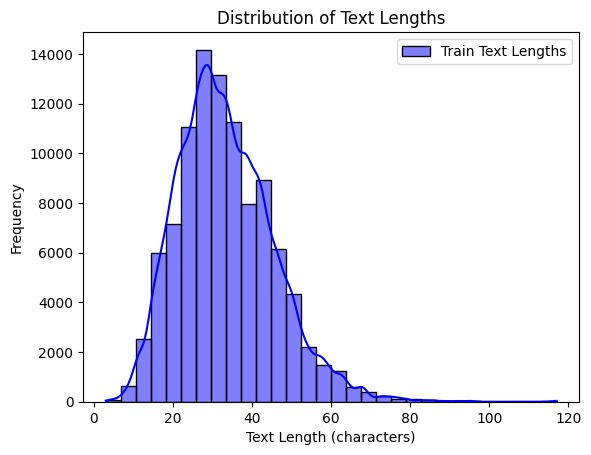 Distribution of Text Lengths
Train Text Lengths
Frequency
14000
12000
10000
8000
6000
4000
2000
0
0 20 40 60 80 100 120
Text Length (characters)